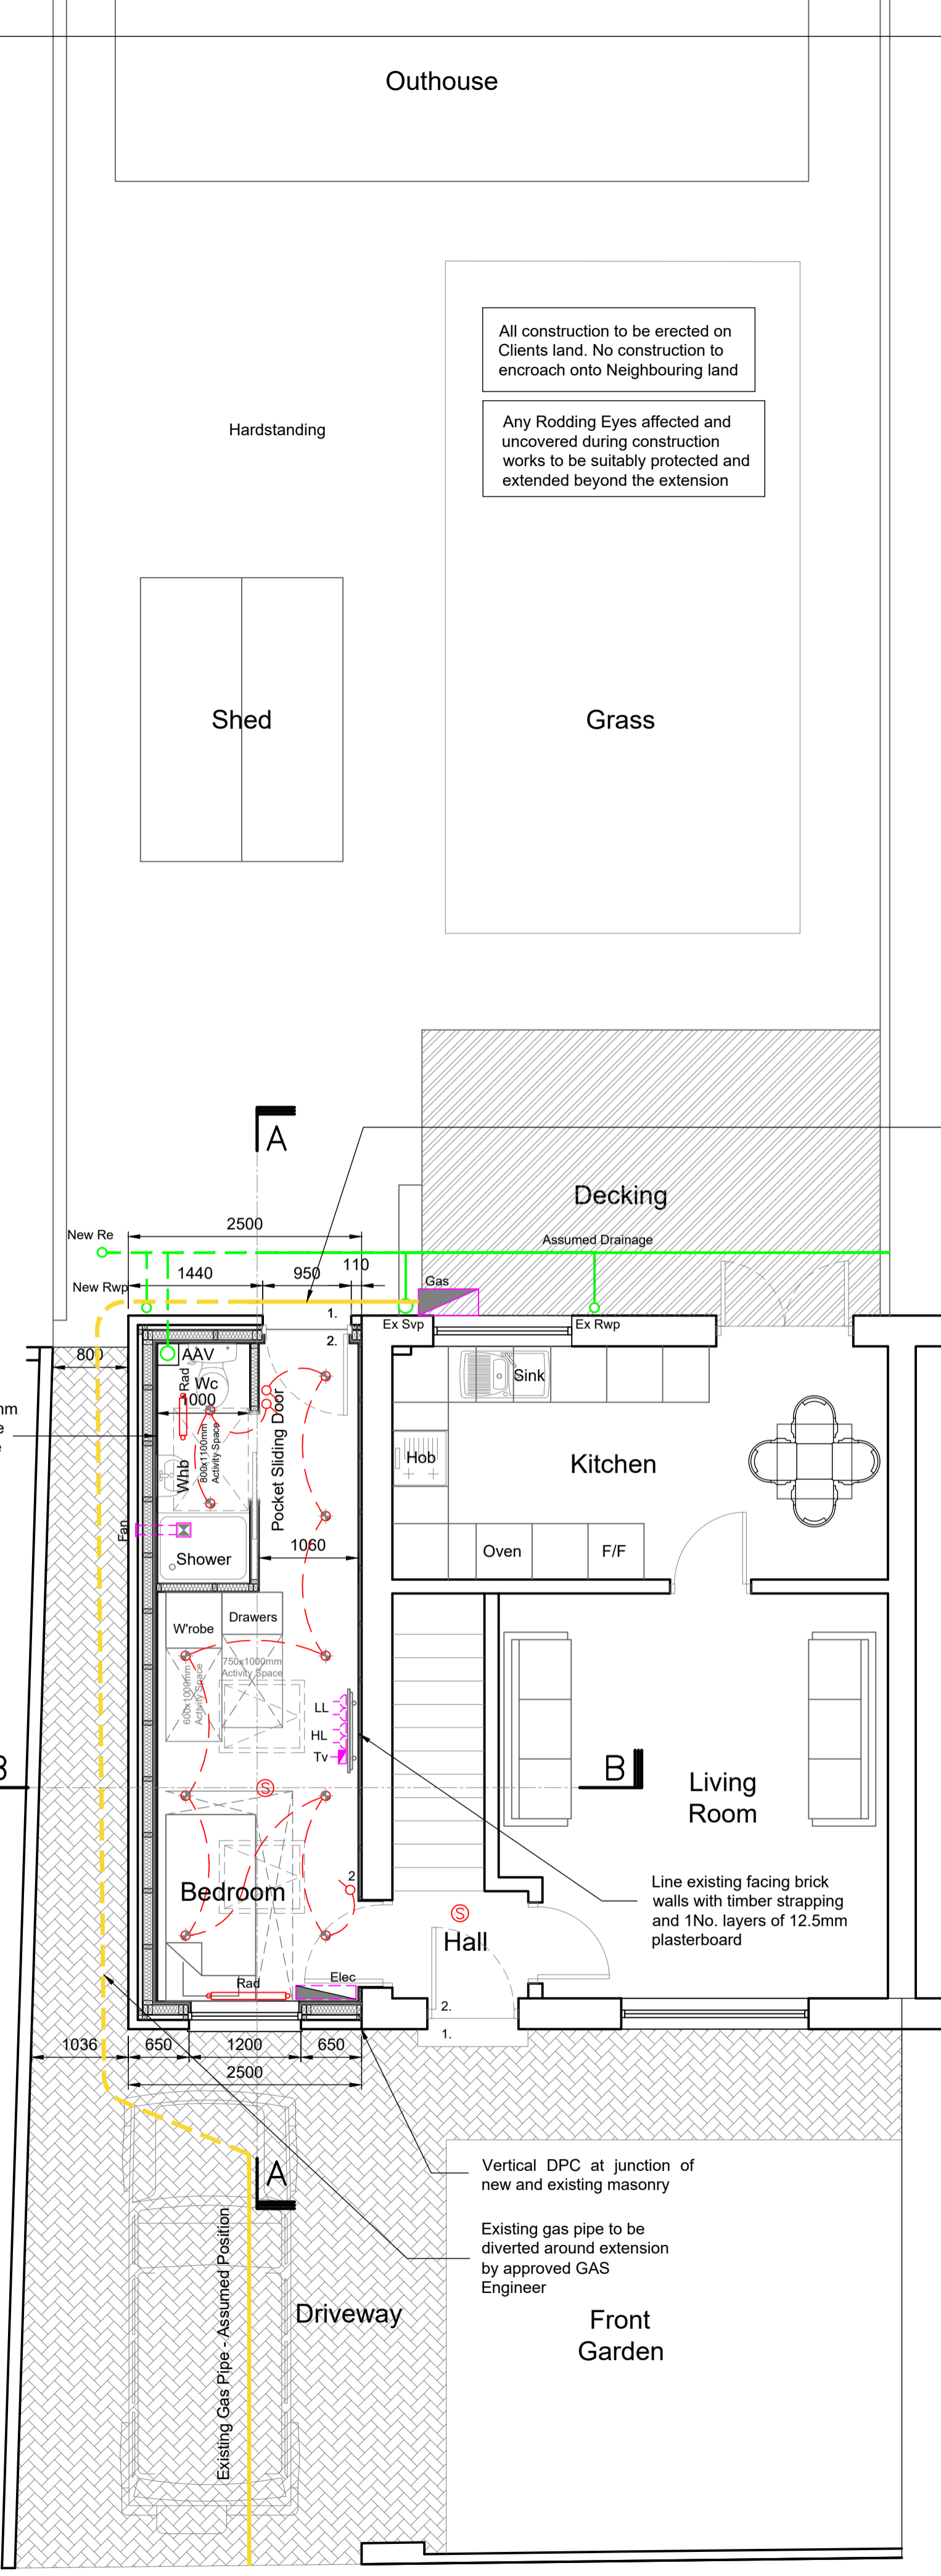 Outhouse
All construction to be erected on
Clients land. No construction to
encroach onto Neighbouring land
Any Rodding Eyes affected and
uncovered during construction
works to be suitably protected and
extended beyond the extension
Hardstanding
Shed
Grass
A
Decking
2500
New Re
Assumed Drainage
1440
950
110
Gas
New Rwp
1.
Ex Svp
Ex Rwp
2.
800
AAV
Rad
Wc
1000
Sink
mm
e
e
Whb
800x1100mm
Activity Space
Pocket Sliding Door
Hob
Kitchen
Fan
Shower
1060
Oven
F/F
W'robe
Drawers
750x1000mm
Activity Space
600x1000mm
Activity Space
LL
HL
Tv
B
S
B
Living
Room
Line existing facing brick
walls with timber strapping
and 1No. layers of 12.5mm
plasterboard
2
Bedroom
S
Hall
Rad
Elec
2.
1.
1036
650
1200
650
2500
A
Vertical DPC at junction of
new and existing masonry
Existing gas pipe to be
diverted around extension
by approved GAS
Engineer
Existing Gas Pipe - Assumed Position
Driveway
Front
Garden